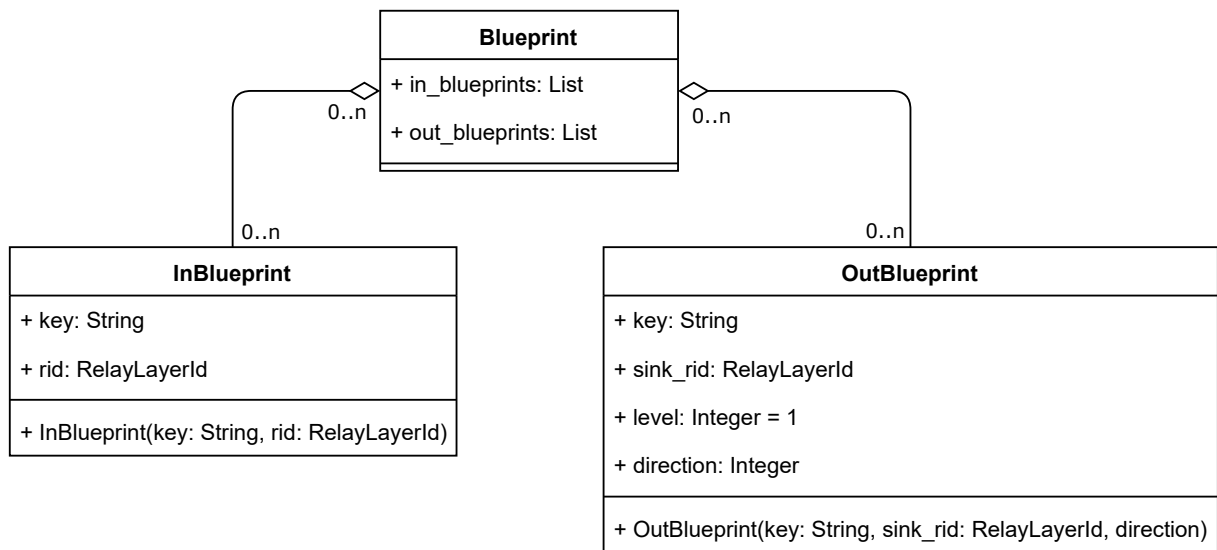 Blueprint
+ in_blueprints: List
+ out_blueprints: List
0..n
0..n
0..n
0..n
InBlueprint
+ key: String
+ rid: RelayLayerId
+ InBlueprint(key: String, rid: RelayLayerId)
OutBlueprint
+ key: String
+ sink_rid: RelayLayerId
+ level: Integer = 1
+ direction: Integer
+ OutBlueprint(key: String, sink_rid: RelayLayerId, direction)